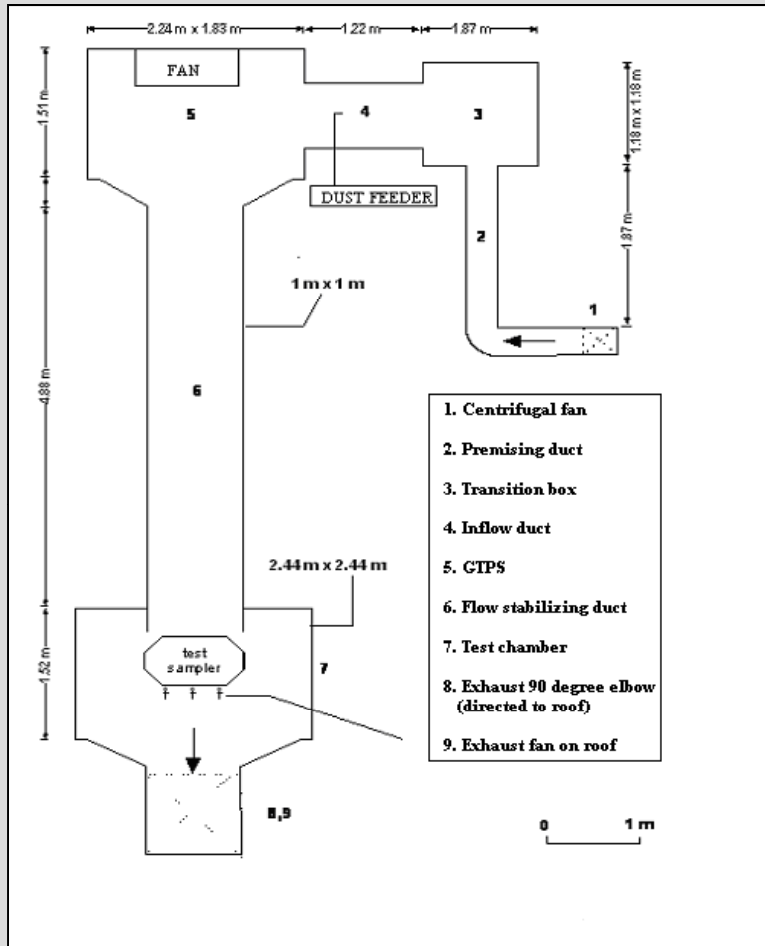 2.24 m x 1.83 m
1.22 m
1.87 m
FAN
1.51 m
5
4
3
1.18 m x 1.18 m
DUST FEEDER
2
1.87 m
1 m x 1 m
1
6
4.88 m
1. Centrifugal fan
2. Premising duct
3. Transition box
4. Inflow duct
5. GTPS
6. Flow stabilizing duct
7. Test chamber
8. Exhaust 90 degree elbow
(directed to roof)
9. Exhaust fan on roof
2.44 m x 2.44 m
test
sampler
7
1.52 m
8,9
0 1 m